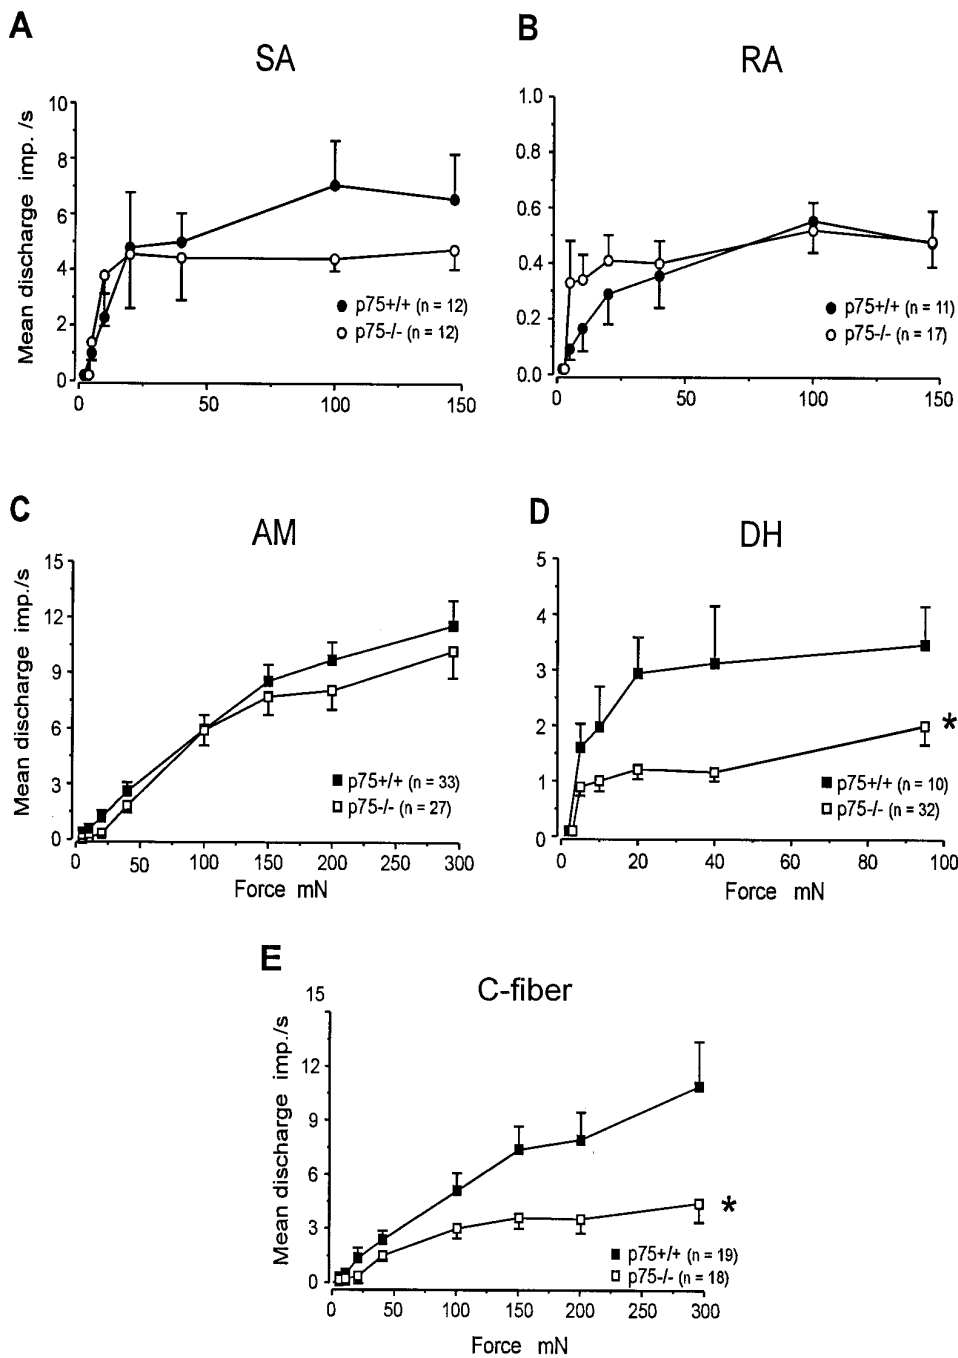 A
SA
Mean discharge imp. /s
10
8
6
4
2
0
p75+/+ (n = 12)
p75-/- (n = 12)
0 50 100 150
B
RA
1.0
0.8
0.6
0.4
0.2
0.0
p75+/+ (n = 11)
p75-/- (n = 17)
0 50 100 150
C
AM
Mean discharge imp./s
15
12
9
6
3
0
p75+/+ (n = 33)
p75-/- (n = 27)
0 50 100 150 200 250 300
Force mN
D
DH
5
4
3
2
1
0
*
p75+/+ (n = 10)
p75-/- (n = 32)
0 20 40 60 80 100
Force mN
E
C-fiber
Mean discharge imp./s
15
12
9
6
3
0
*
p75+/+ (n = 19)
p75-/- (n = 18)
0 50 100 150 200 250 300
Force mN